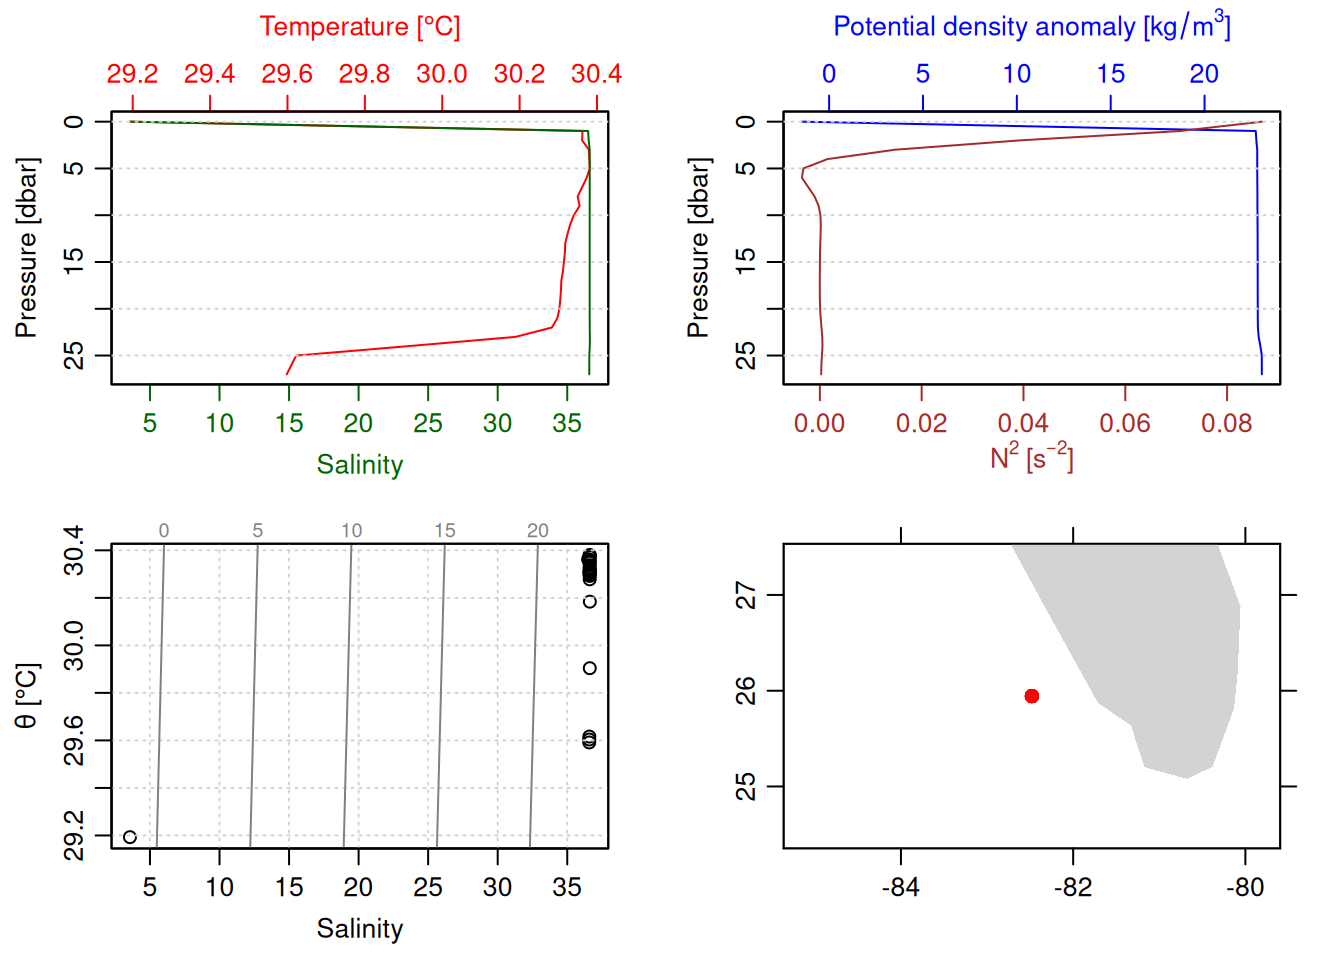 Temperature [°C]
29.2 29.4 29.6 29.8 30.0 30.2 30.4
Pressure [dbar]
0
5
15
25
5 10 15 20 25 30 35
Salinity
Potential density anomaly [kg/m³]
0 5 10 15 20
Pressure [dbar]
0
5
15
25
0.00 0.02 0.04 0.06 0.08
N² [s⁻²]
0 5 10 15 20
θ [°C]
30.4
30.0
29.6
29.2
5 10 15 20 25 30 35
Salinity
27
26
25
-84 -82 -80